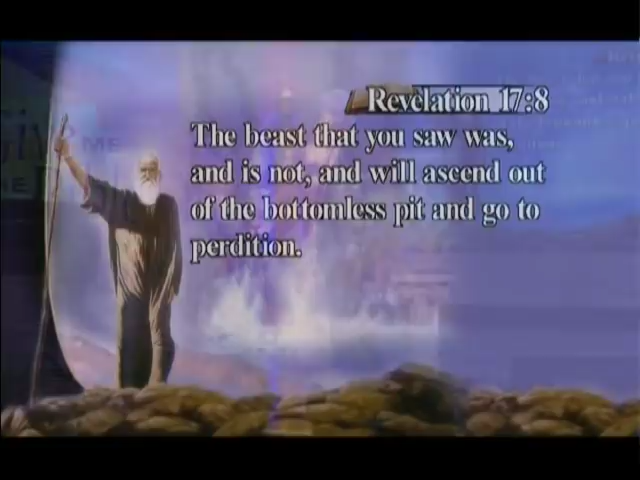 Revelation 17:8
The beast that you saw was,
and is not, and will ascend out
of the bottomless pit and go to
perdition.
ME